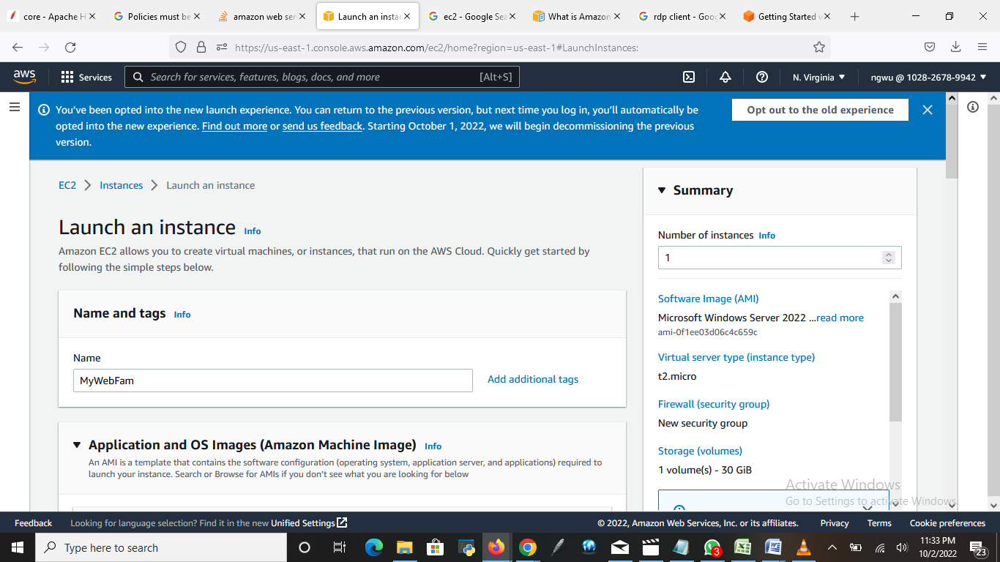 core - Apache H
Policies must be
amazon web ser
Launch an instan
ec2 - Google Sea
What is Amazon
rdp client - Goog
Getting Started v
https://us-east-1.console.aws.amazon.com/ec2/home?region=us-east-1#LaunchInstances:
aws
Services
Search for services, features, blogs, docs, and more
[Alt+S]
N. Virginia
ngwu @ 1028-2678-9942
You've been opted into the new launch experience. You can return to the previous version, but next time you log in, you'll automatically be
opted into the new experience. Find out more or send us feedback. Starting October 1, 2022, we will begin decommissioning the previous
version.
Opt out to the old experience
EC2
Instances
Launch an instance
Launch an instance Info
Amazon EC2 allows you to create virtual machines, or instances, that run on the AWS Cloud. Quickly get started by
following the simple steps below.
Name and tags Info
Name
MyWebFam
Add additional tags
Application and OS Images (Amazon Machine Image) Info
An AMI is a template that contains the software configuration (operating system, application server, and applications) required to
launch your instance. Search or Browse for AMIs if you don't see what you are looking for below
Summary
Number of instances Info
1
Software Image (AMI)
Microsoft Windows Server 2022 ...read more
ami-0f1ee03d06c4c659c
Virtual server type (instance type)
t2.micro
Firewall (security group)
New security group
Storage (volumes)
1 volume(s) - 30 GiB
Activate Windows
Go to Settings to activate Windows.
Feedback
Looking for language selection? Find it in the new Unified Settings
© 2022, Amazon Web Services, Inc. or its affiliates.
Privacy
Terms
Cookie preferences
Type here to search
3
11:33 PM
10/2/2022
23